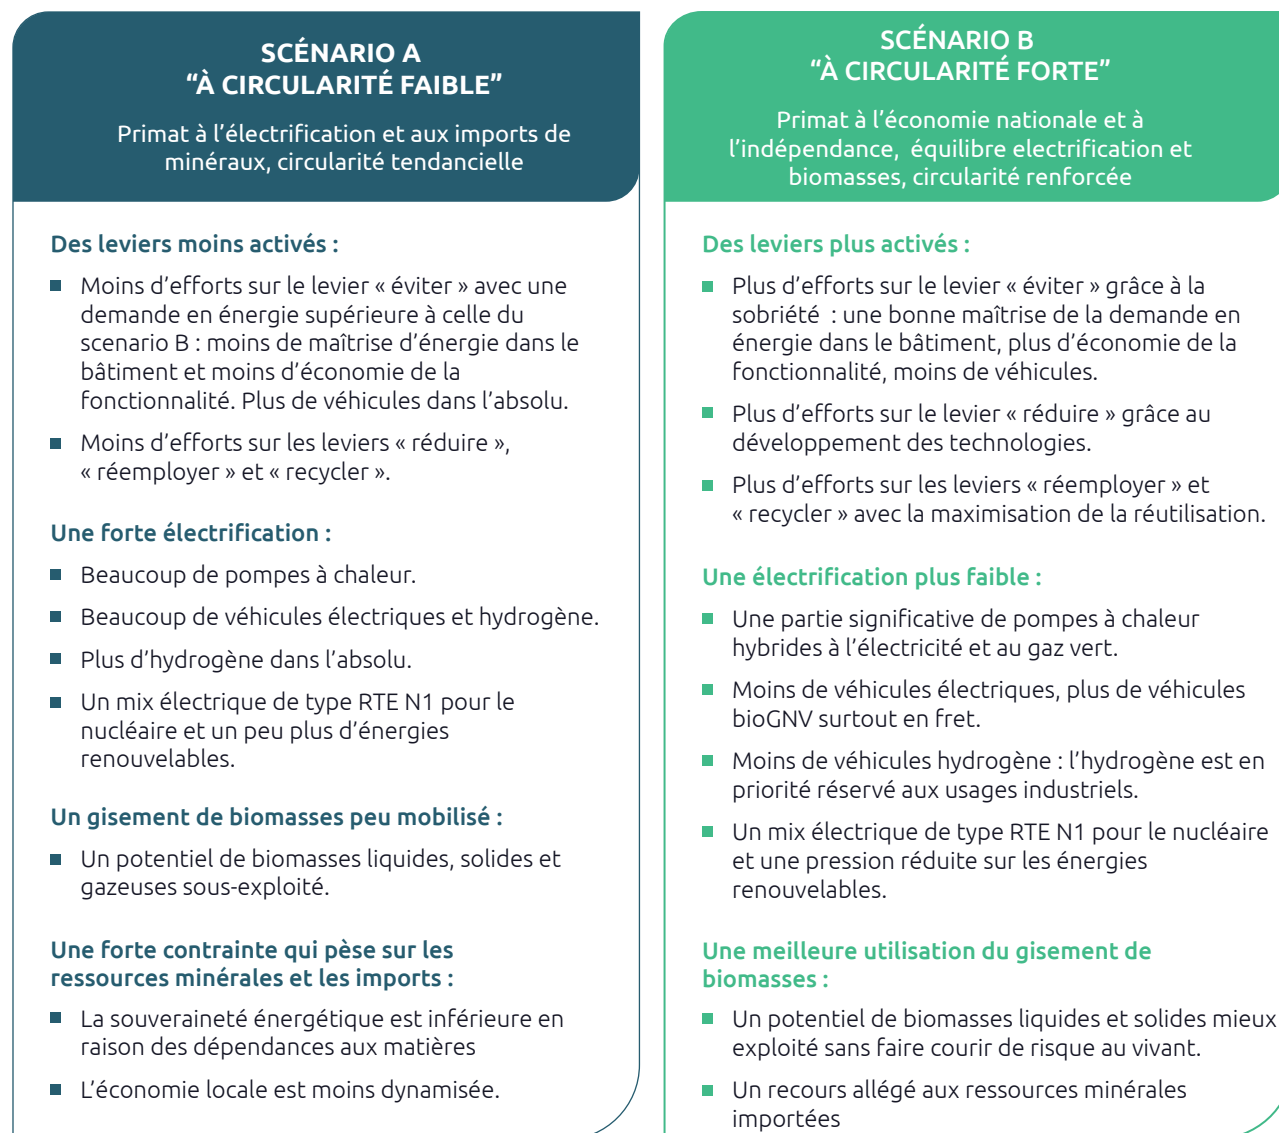 SCÉNARIO A
“À CIRCULARITÉ FAIBLE”
Primat à l’électrification et aux imports de
minéraux, circularité tendancielle
Des leviers moins activés :
Moins d’efforts sur le levier « éviter » avec une
demande en énergie supérieure à celle du
scenario B : moins de maîtrise d’énergie dans le
bâtiment et moins d’économie de la
fonctionnalité. Plus de véhicules dans l’absolu.
Moins d’efforts sur les leviers « réduire »,
« réemployer » et « recycler ».
Une forte électrification :
Beaucoup de pompes à chaleur.
Beaucoup de véhicules électriques et hydrogène.
Plus d’hydrogène dans l’absolu.
Un mix électrique de type RTE N1 pour le
nucléaire et un peu plus d’énergies
renouvelables.
Un gisement de biomasses peu mobilisé :
Un potentiel de biomasses liquides, solides et
gazeuses sous-exploité.
Une forte contrainte qui pèse sur les
ressources minérales et les imports :
La souveraineté énergétique est inférieure en
raison des dépendances aux matières
L’économie locale est moins dynamisée.
SCÉNARIO B
“À CIRCULARITÉ FORTE”
Primat à l’économie nationale et à
l’indépendance, équilibre electrification et
biomasses, circularité renforcée
Des leviers plus activés :
Plus d’efforts sur le levier « éviter » grâce à la
sobriété : une bonne maîtrise de la demande en
énergie dans le bâtiment, plus d’économie de la
fonctionnalité, moins de véhicules.
Plus d’efforts sur le levier « réduire » grâce au
développement des technologies.
Plus d’efforts sur les leviers « réemployer » et
« recycler » avec la maximisation de la réutilisation.
Une électrification plus faible :
Une partie significative de pompes à chaleur
hybrides à l’électricité et au gaz vert.
Moins de véhicules électriques, plus de véhicules
bioGNV surtout en fret.
Moins de véhicules hydrogène : l’hydrogène est en
priorité réservé aux usages industriels.
Un mix électrique de type RTE N1 pour le nucléaire
et une pression réduite sur les énergies
renouvelables.
Une meilleure utilisation du gisement de
biomasses :
Un potentiel de biomasses liquides et solides mieux
exploité sans faire courir de risque au vivant.
Un recours allégé aux ressources minérales
importées